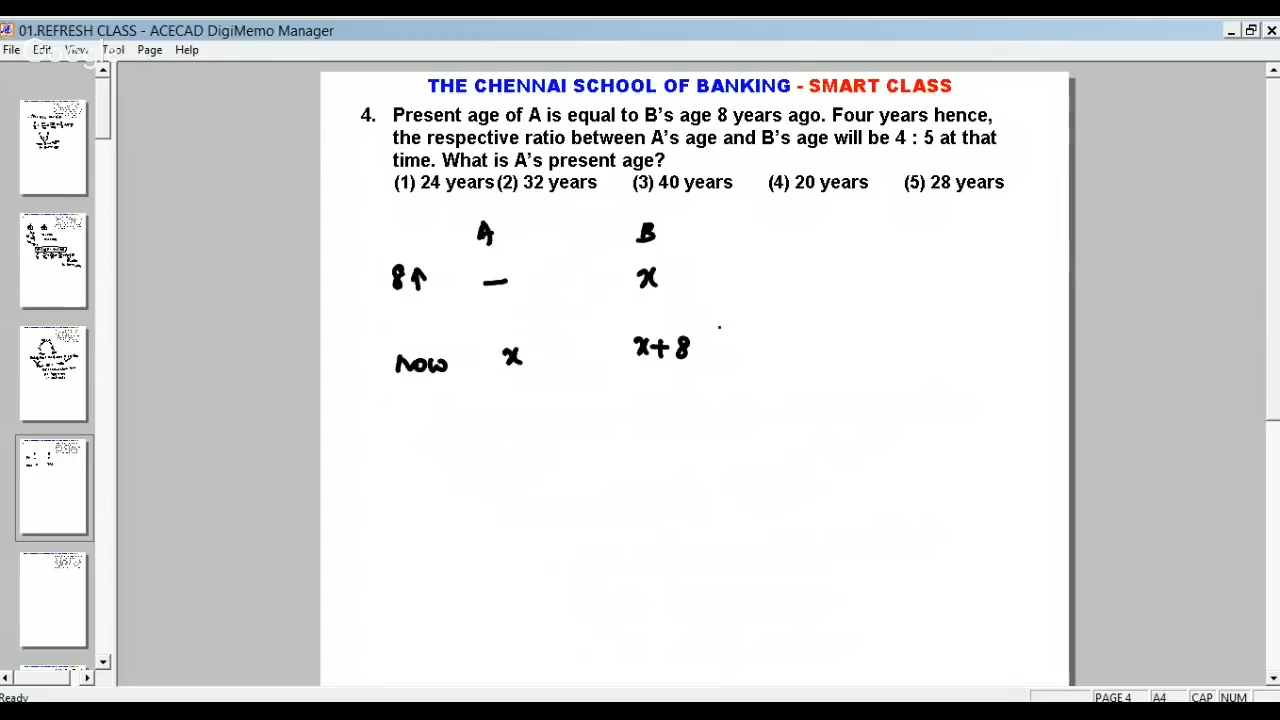 01.REFRESH CLASS - ACECAD DigiMemo Manager
File Edit View Tool Page Help
Google
THE CHENNAI SCHOOL OF BANKING - SMART CLASS
4. Present age of A is equal to B's age 8 years ago. Four years hence,
the respective ratio between A's age and B's age will be 4 : 5 at that
time. What is A's present age?
(1) 24 years (2) 32 years (3) 40 years (4) 20 years (5) 28 years
A B
8↑ — x
now x x+8
Ready PAGE 4 A4 CAP NUM